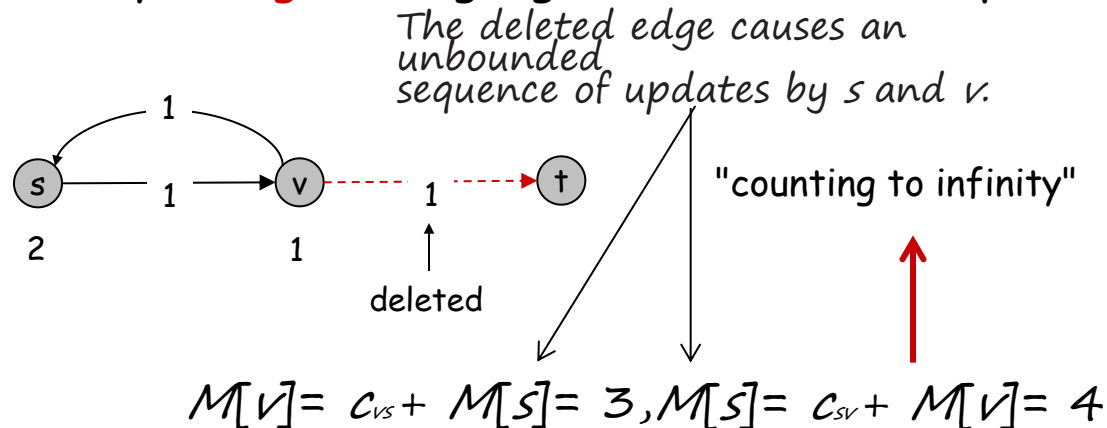 The deleted edge causes an
unbounded
sequence of updates by s and v.
1
s
1
v
1
t
"counting to infinity"
2
1
deleted
M[v]= cvs+ M[s]= 3,M[s]= csv+ M[v]= 4